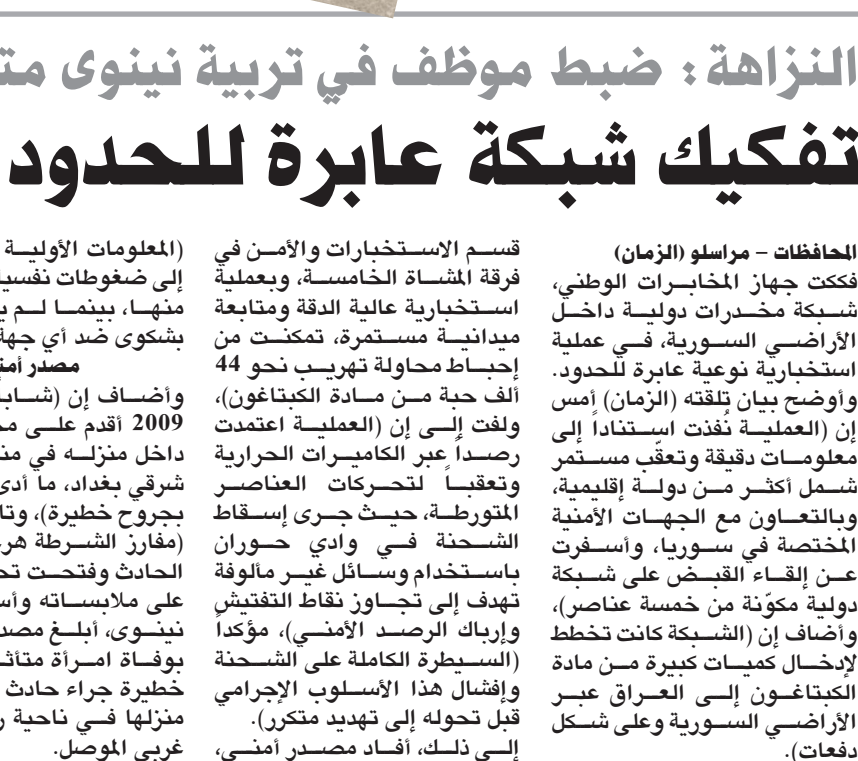 النزاهة : ضبط موظف في تربية نينوى
تفكيك شبكة عابرة للحدود
المحافظات – مراسلو (الزمان)
فككت جهاز المخابرات الوطني،
شبكة مخدرات دولية داخل
الأراضي السورية، في عملية
استخبارية نوعية عابرة للحدود.
وأوضح بيان تلقته (الزمان) أمس
إن (العملية نُفذت استناداً إلى
معلومات دقيقة وتعقّب مستمر
شمل أكثر من دولة إقليمية،
وبالتعاون مع الجهات الأمنية
المختصة في سوريا، وأسفرت
عن إلقاء القبض على شبكة
دولية مكوّنة من خمسة عناصر)،
وأضاف إن (الشبكة كانت تخطط
لإدخال كميات كبيرة من مادة
الكبتاغون إلى العراق عبر
الأراضي السورية وعلى شكل
دفعات).
قسم الاستخبارات والأمن في
فرقة المشاة الخامسة، وبعملية
استخبارية عالية الدقة ومتابعة
ميدانية مستمرة، تمكنت من
إحباط محاولة تهريب نحو 44
ألف حبة من مادة الكبتاغون)،
ولفت إلى إن (العملية اعتمدت
رصداً عبر الكاميرات الحرارية
وتعقباً لتحركات العناصر
المتورطة، حيث جرى إسقاط
الشحنة في وادي حوران
باستخدام وسائل غير مألوفة
تهدف إلى تجاوز نقاط التفتيش
وإرباك الرصد الأمني)، مؤكداً
(السيطرة الكاملة على الشحنة
وإفشال هذا الأسلوب الإجرامي
قبل تحوله إلى تهديد متكرر).
إلى ذلك، أفاد مصدر أمني،
(المعلومات الأولية
إلى ضغوطات
منها، بينما لم
بشكوى ضد أي جهة
مصدر
وأضاف إن
2009 أقدم على
داخل منزله في
شرقي بغداد، ما أدى
بجروح خطيرة)،
(مفارز الشرطة
الحادث وفتحت
على ملابساته
نينوى، أبلغ
بوفاة امرأة
خطيرة جراء حادث
منزلها في ناحية
غربي الموصل.